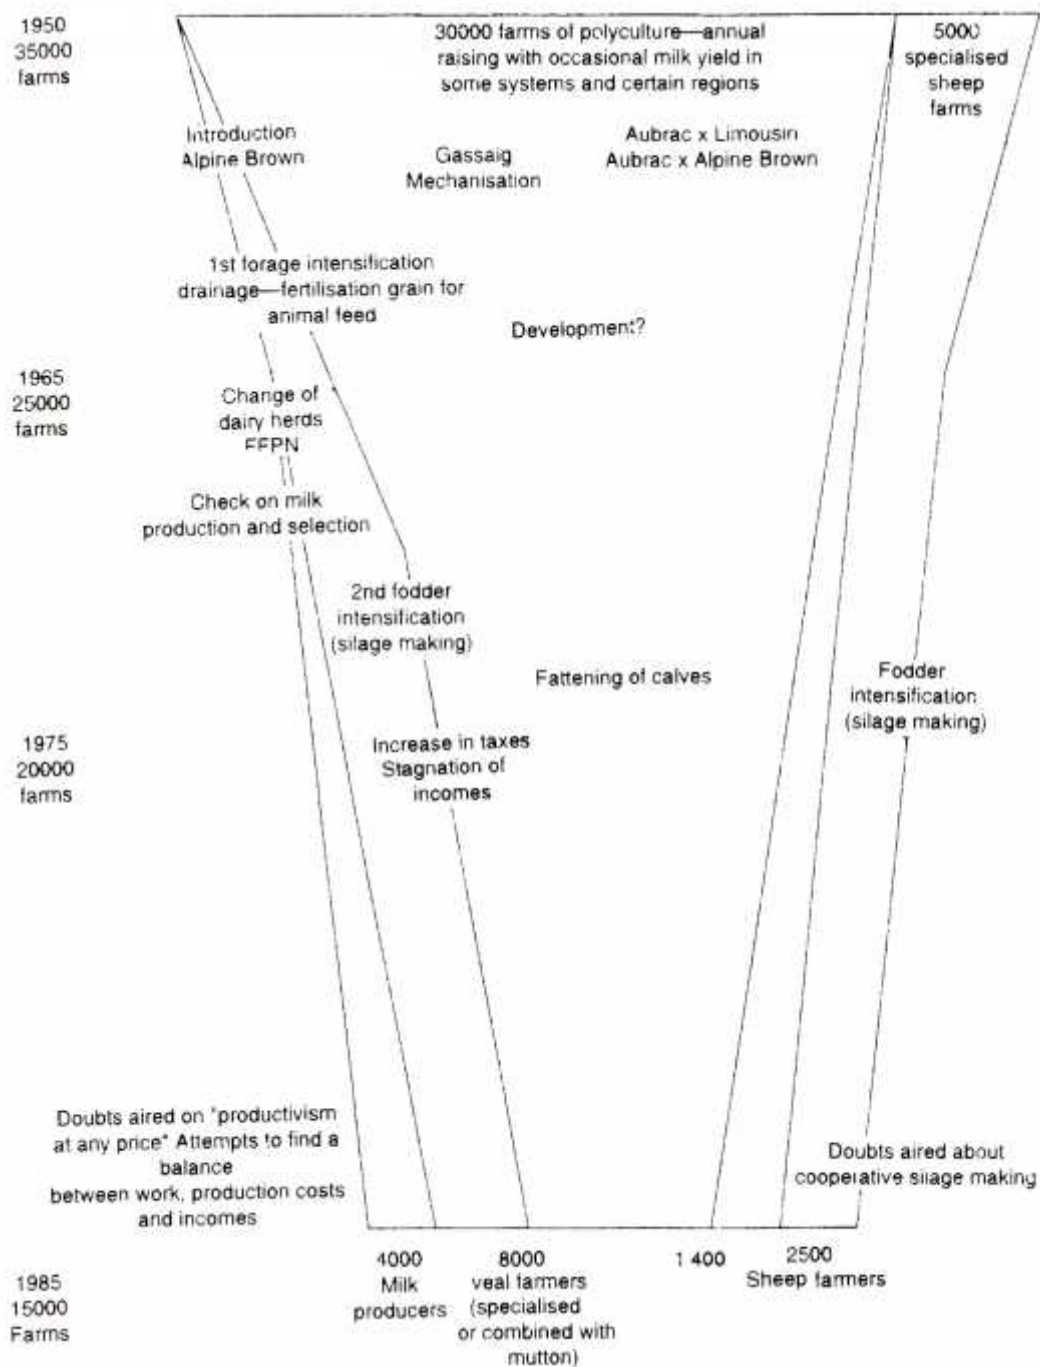 1950
35000
farms
30000 farms of polyculture—annual
raising with occasional milk yield in
some systems and certain regions
5000
specialised
sheep
farms
Introduction
Alpine Brown
Gassaig
Mechanisation
Aubrac x Limousin
Aubrac x Alpine Brown
1st forage intensification
drainage—fertilisation grain for
animal feed
Development?
1965
25000
farms
Change of
dairy herds
FFPN
Check on milk
production and selection
2nd fodder
intensification
(silage making)
Fattening of calves
Fodder
intensification
(silage making)
1975
20000
farms
Increase in taxes
Stagnation of
incomes
Doubts aired on "productivism
at any price" Attempts to find a
balance
between work, production costs
and incomes
Doubts aired about
cooperative silage making
1985
15000
Farms
4000
Milk
producers
8000
veal farmers
(specialised
or combined with
mutton)
1 400
2500
Sheep farmers